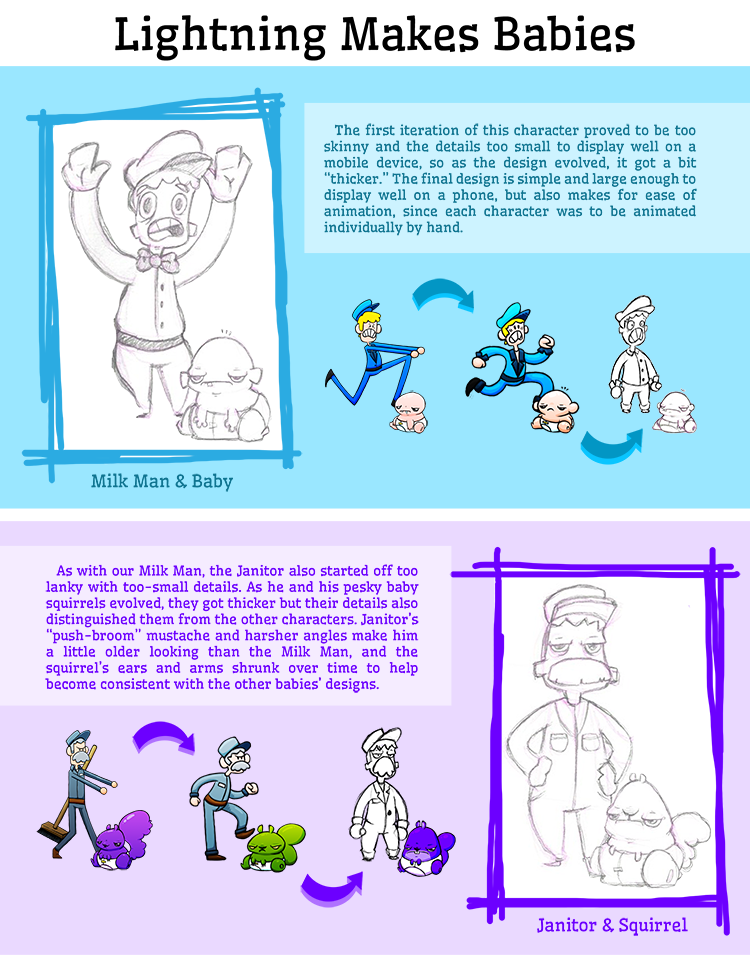 Lightning Makes Babies
The first iteration of this character proved to be too
skinny and the details too small to display well on a
mobile device, so as the design evolved, it got a bit
“thicker.” The final design is simple and large enough to
display well on a phone, but also makes for ease of
animation, since each character was to be animated
individually by hand.
Milk Man & Baby
As with our Milk Man, the Janitor also started off too
lanky with too-small details. As he and his pesky baby
squirrels evolved, they got thicker but their details also
distinguished them from the other characters. Janitor’s
“push-broom” mustache and harsher angles make him
a little older looking than the Milk Man, and the
squirrel’s ears and arms shrunk over time to help
become consistent with the other babies’ designs.
Janitor & Squirrel